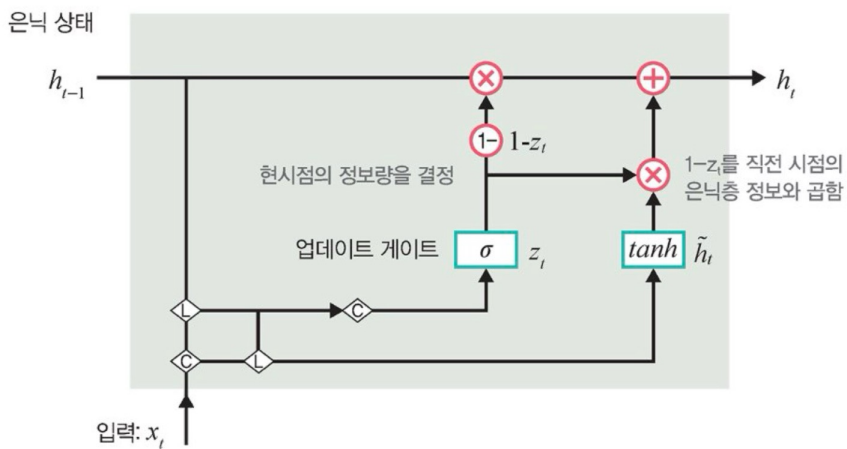 은닉 상태
h_{t-1}
h_t
1-
1-z_t
현시점의 정보량을 결정
1-z_t를 직전 시점의
은닉층 정보와 곱함
업데이트 게이트
σ
z_t
tanh
h̃_t
L
C
C
L
입력: x_t